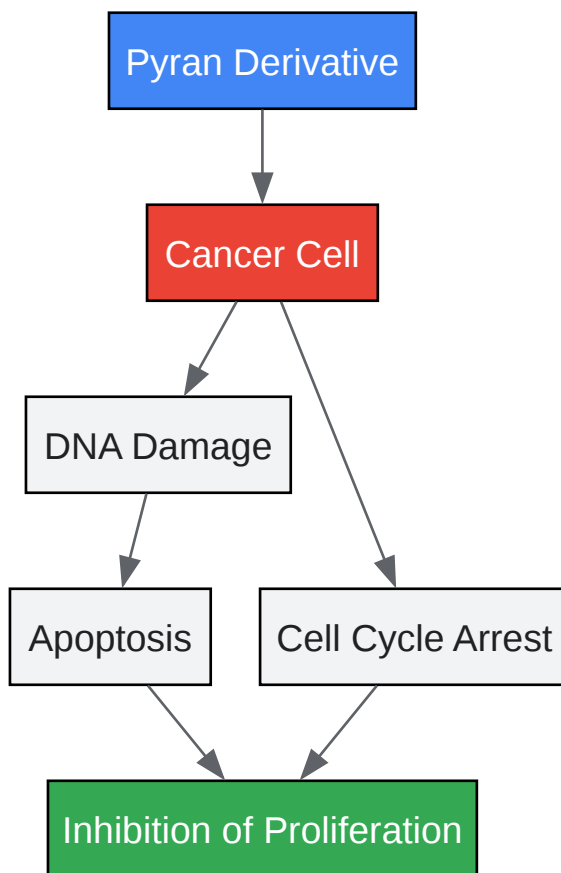 Pyran Derivative
Cancer Cell
DNA Damage
Apoptosis
Cell Cycle Arrest
Inhibition of Proliferation